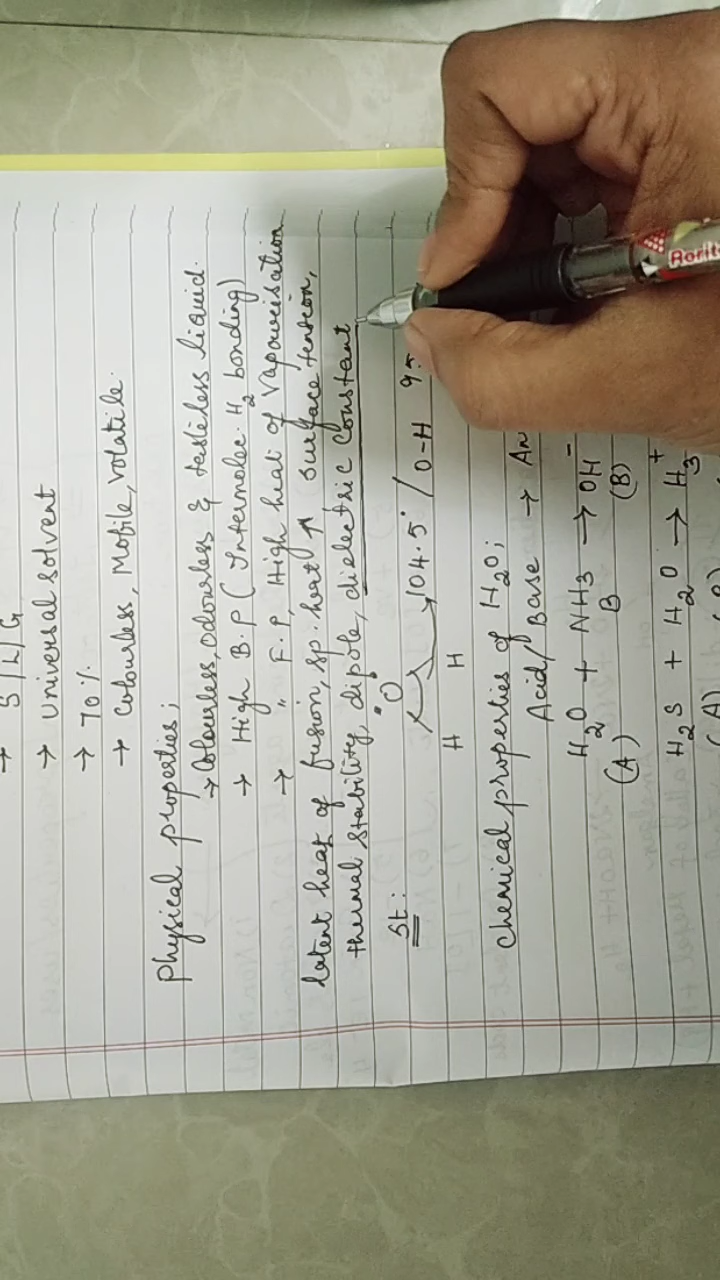 → S/L/G
→ Universal solvent
→ 70%
→ Colourless, Mobile, volatile.
Physical properties;
→ Colourless, odourless & tasteless liquid.
→ High B.P ( Intermolec. H2 bonding)
→ " F.P, High heat of vapourisation
latent heat of fusion, sp. heat ↑ surface tension,
thermal stability, dipole, dielectric constant
St: O
H H 104.5° / O-H
Chemical properties of H2O;
Acid/Base →
H2O + NH3 → OH-
(A) B (B)
H2S + H2O → H3+
Rorito